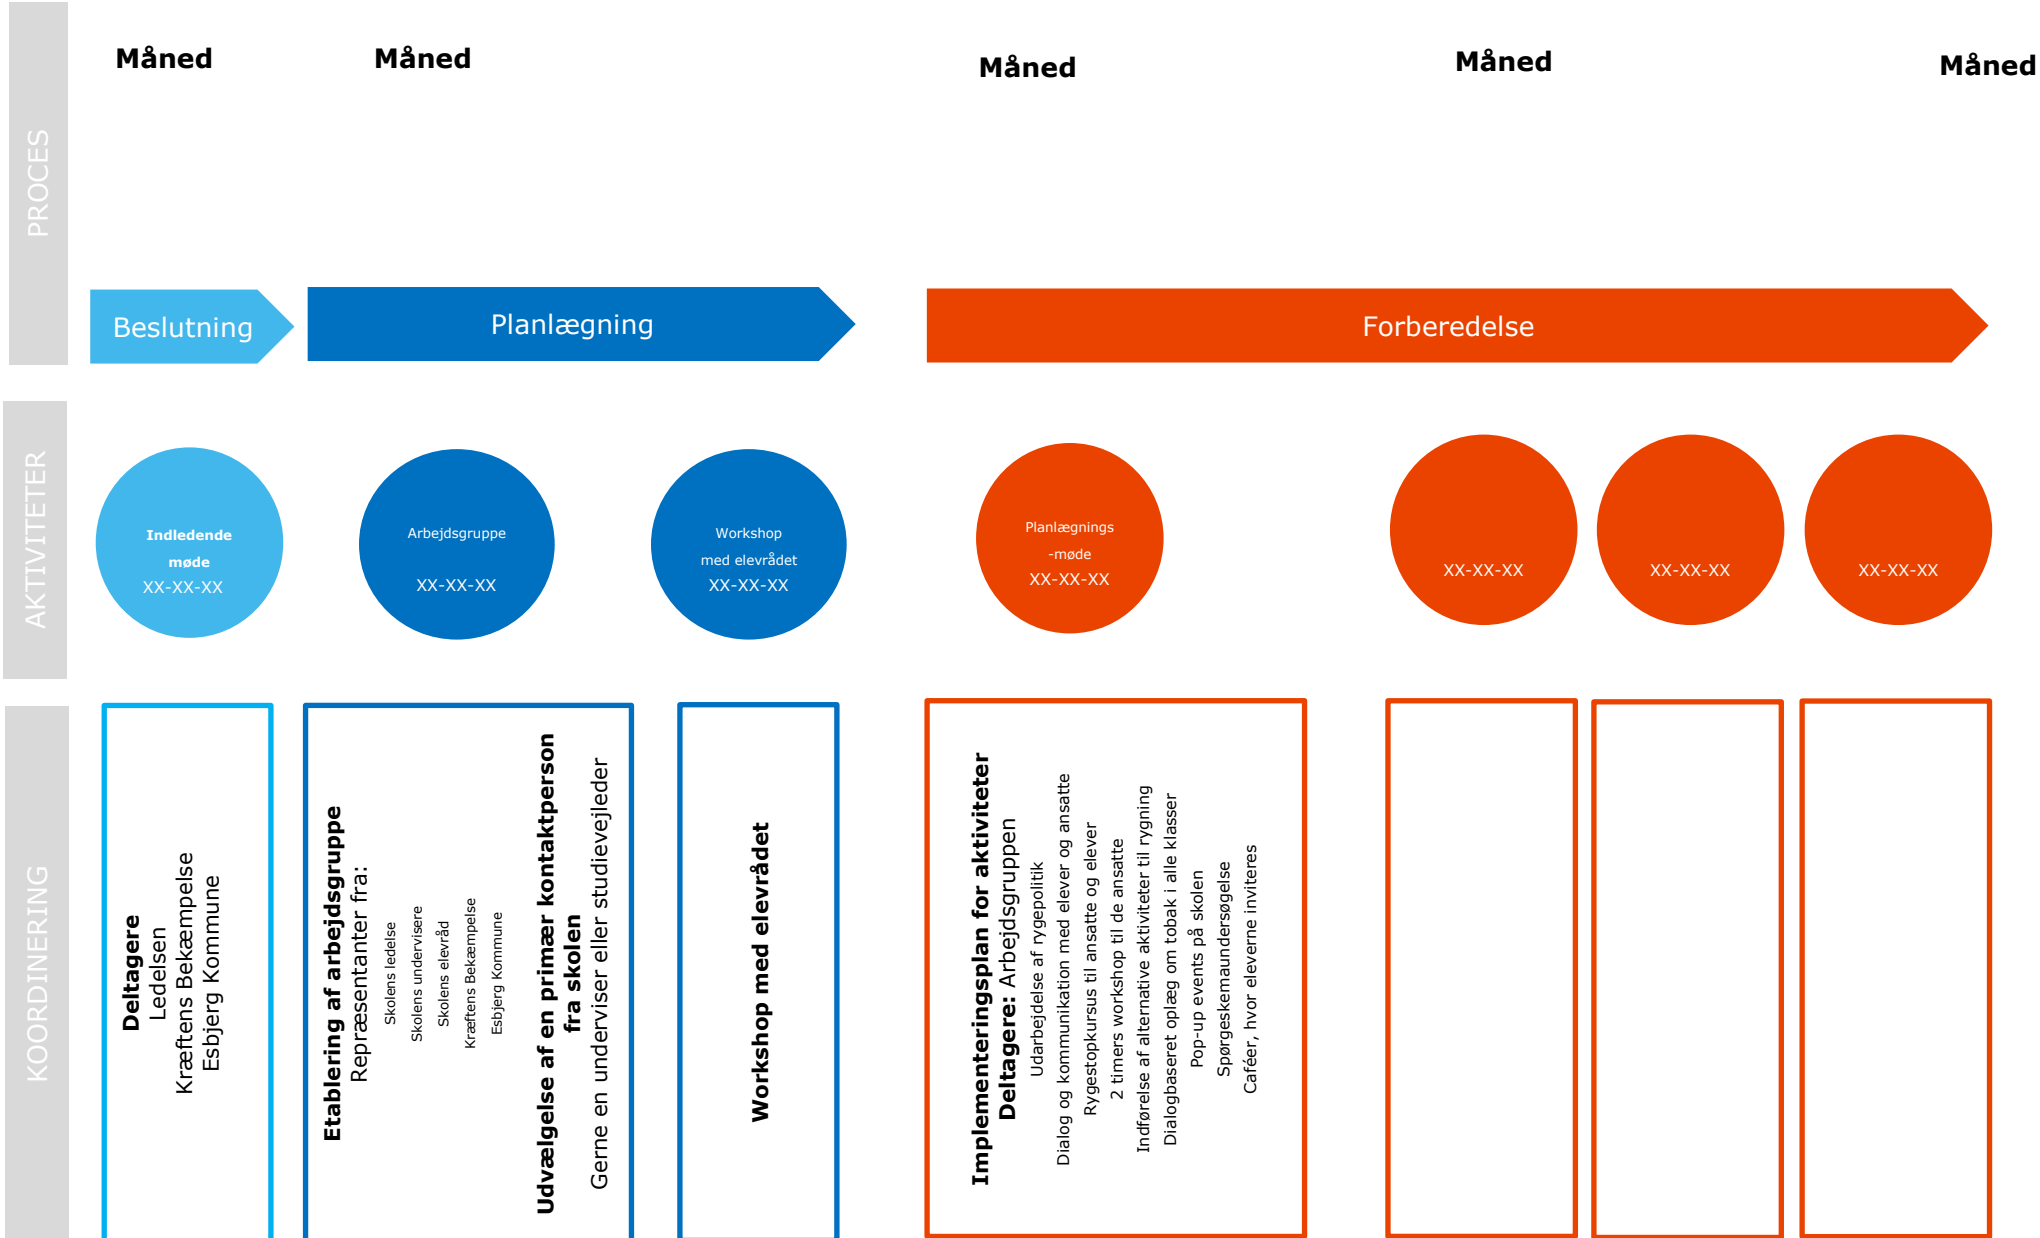 PROCES
Måned
Måned
Måned
Måned
Måned
Beslutning
Planlægning
Forberedelse
AKTIVITETER
Indledende
møde
XX-XX-XX
Arbejdsgruppe
XX-XX-XX
Workshop
med elevrådet
XX-XX-XX
Planlægnings
-møde
XX-XX-XX
XX-XX-XX
XX-XX-XX
XX-XX-XX
KOORDINERING
Deltagere
Ledelsen
Kræftens Bekæmpelse
Esbjerg Kommune
Etablering af arbejdsgruppe
Repræsentanter fra:
Skolens ledelse
Skolens undervisere
Skolens elevråd
Kræftens Bekæmpelse
Esbjerg Kommune
Udvælgelse af en primær kontaktperson
fra skolen
Gerne en underviser eller studievejleder
Workshop med elevrådet
Implementeringsplan for aktiviteter
Deltagere: Arbejdsgruppen
Udarbejdelse af rygepolitik
Dialog og kommunikation med elever og ansatte
Rygestopkursus til ansatte og elever
2 timers workshop til de ansatte
Indførelse af alternative aktiviteter til rygning
Dialogbaseret oplæg om tobak i alle klasser
Pop-up events på skolen
Spørgeskemaundersøgelse
Caféer, hvor eleverne inviteres